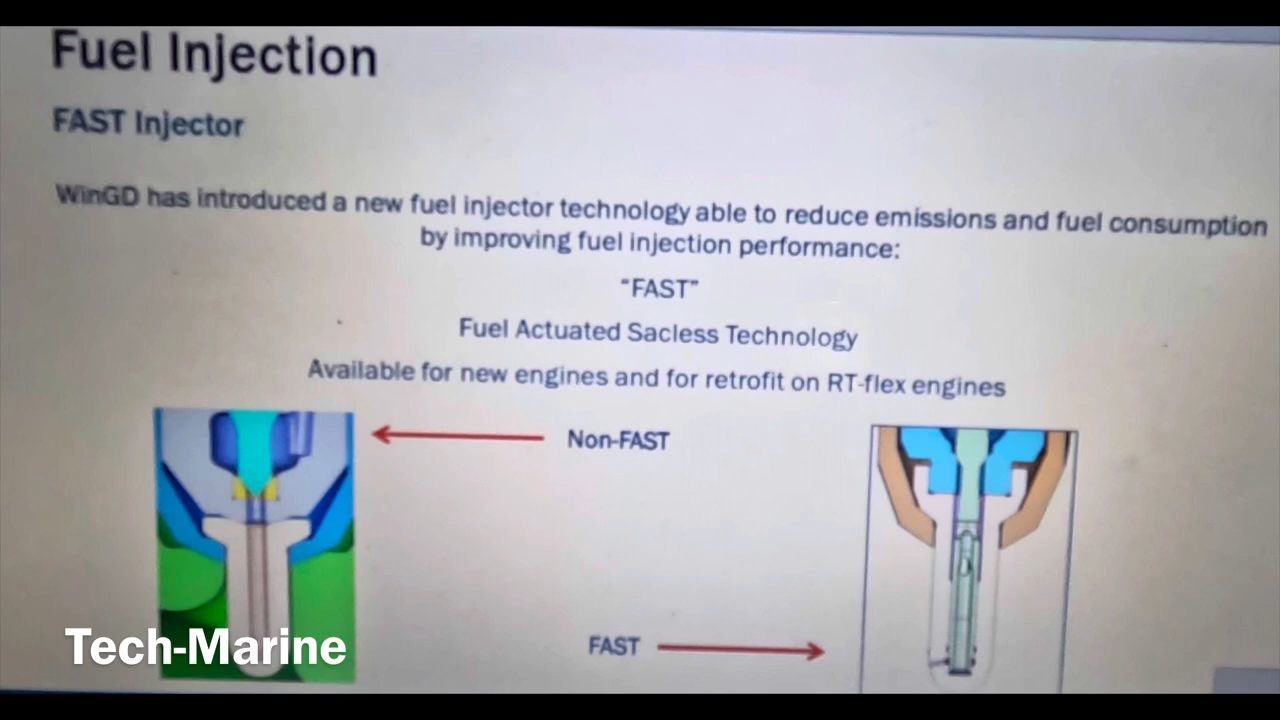 Fuel Injection
FAST Injector
WinGD has introduced a new fuel injector technology able to reduce emissions and fuel consumption
by improving fuel injection performance:
“FAST”
Fuel Actuated Sacless Technology
Available for new engines and for retrofit on RT-flex engines
Non-FAST
FAST
Tech-Marine